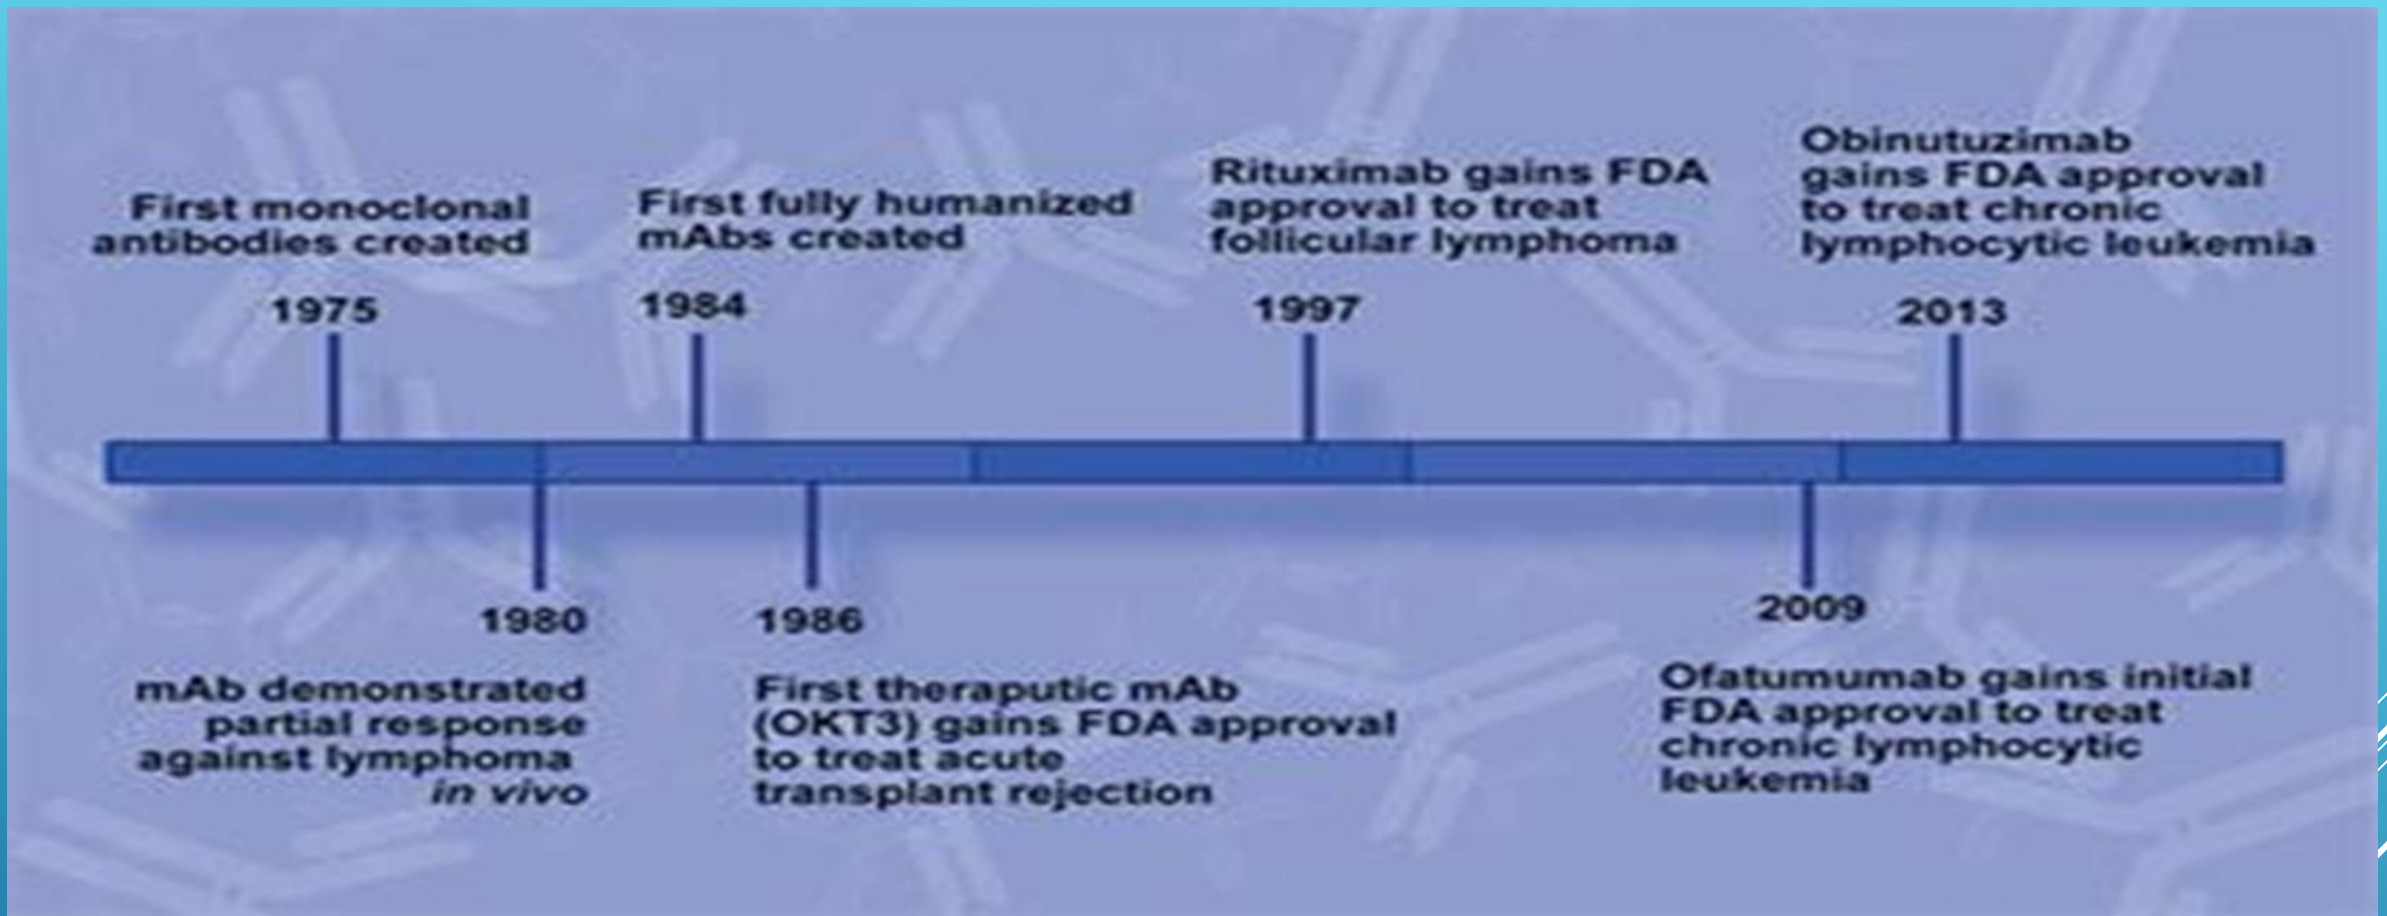 First monoclonal
antibodies created
1975
First fully humanized
mAbs created
1984
Rituximab gains FDA
approval to treat
follicular lymphoma
1997
Obinutuzimab
gains FDA approval
to treat chronic
lymphocytic leukemia
2013
1980
mAb demonstrated
partial response
against lymphoma
in vivo
1986
First theraputic mAb
(OKT3) gains FDA approval
to treat acute
transplant rejection
2009
Ofatumumab gains initial
FDA approval to treat
chronic lymphocytic
leukemia